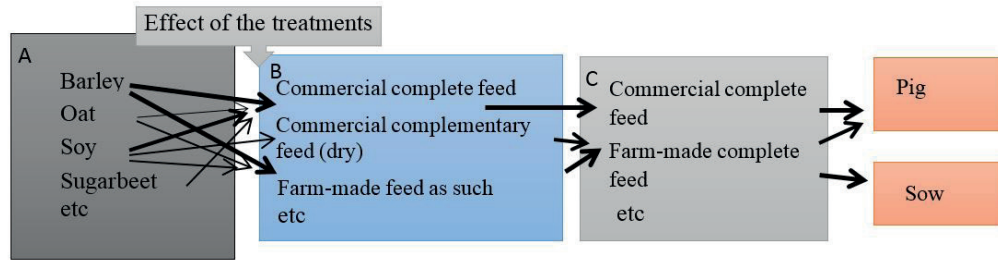 Effect of the treatments
A
Barley
Oat
Soy
Sugarbeet
etc
B
Commercial complete feed
Commercial complementary
feed (dry)
Farm-made feed as such
etc
C
Commercial complete
feed
Farm-made complete
feed
etc
Pig
Sow